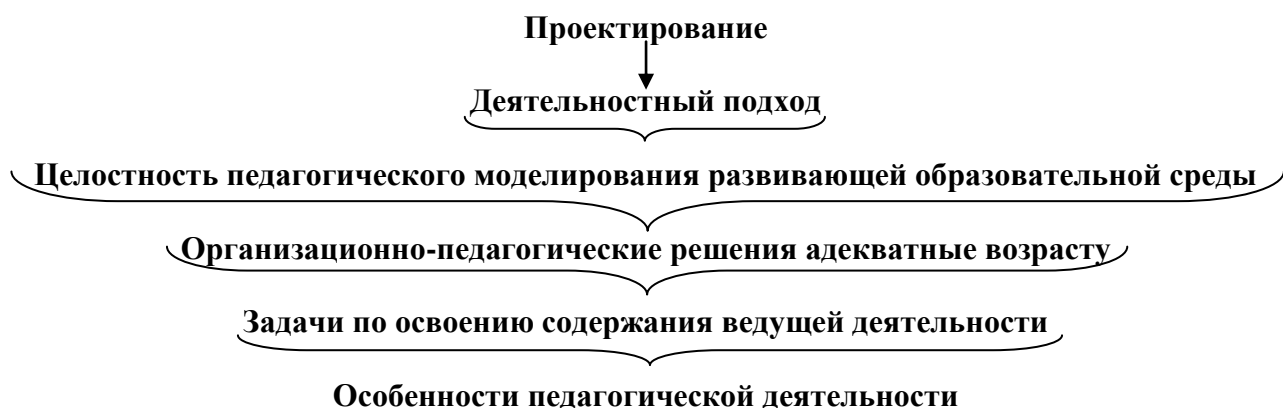 Проектирование
Деятельностный подход
Целостность педагогического моделирования развивающей образовательной среды
Организационно-педагогические решения адекватные возрасту
Задачи по освоению содержания ведущей деятельности
Особенности педагогической деятельности